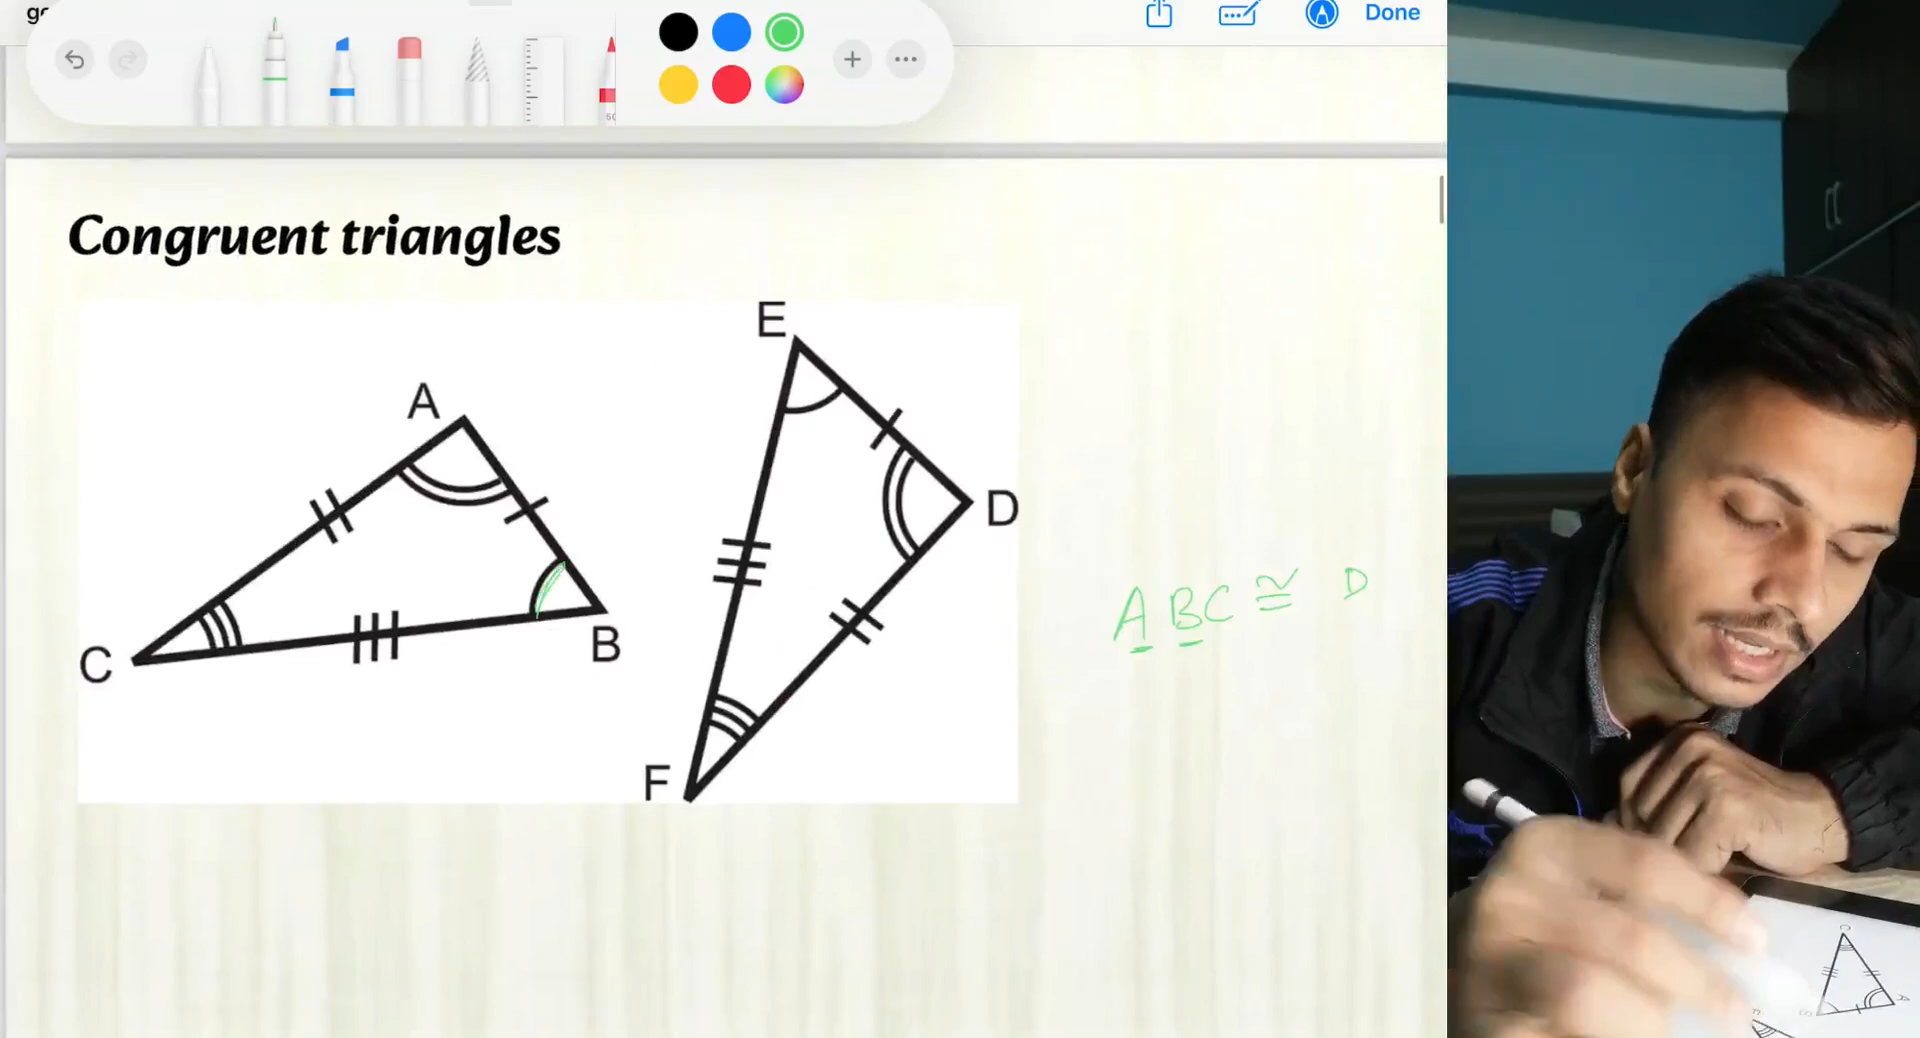 Done
Congruent triangles
E
A
D
ABC ≅ D
B
C
F